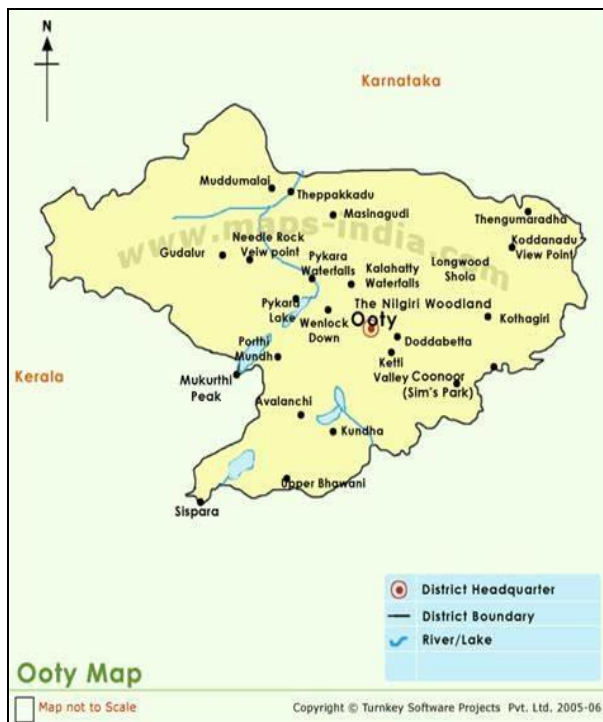 N
Karnataka
Muddumalai
Theppakkadu
Masinagudi
Thengumaradha
www.maps-india.com
Needle Rock
Veiw point
Gudalur
Pykara
Waterfalls
Kalahatty
Waterfalls
Longwood
Shola
Koddanadu
View Point
Pykara
Lake
The Nilgiri Woodland
Wenlock
Down
Ooty
Kothagiri
Doddabetta
Porthi
Mundh
Ketti
Valley
Coonoor
(Sim's Park)
Kerala
Mukurthi
Peak
Avalanchi
Kundha
Upper Bhawani
Sispara
District Headquarter
District Boundary
River/Lake
Ooty Map
Map not to Scale
Copyright © Turnkey Software Projects Pvt. Ltd. 2005-06